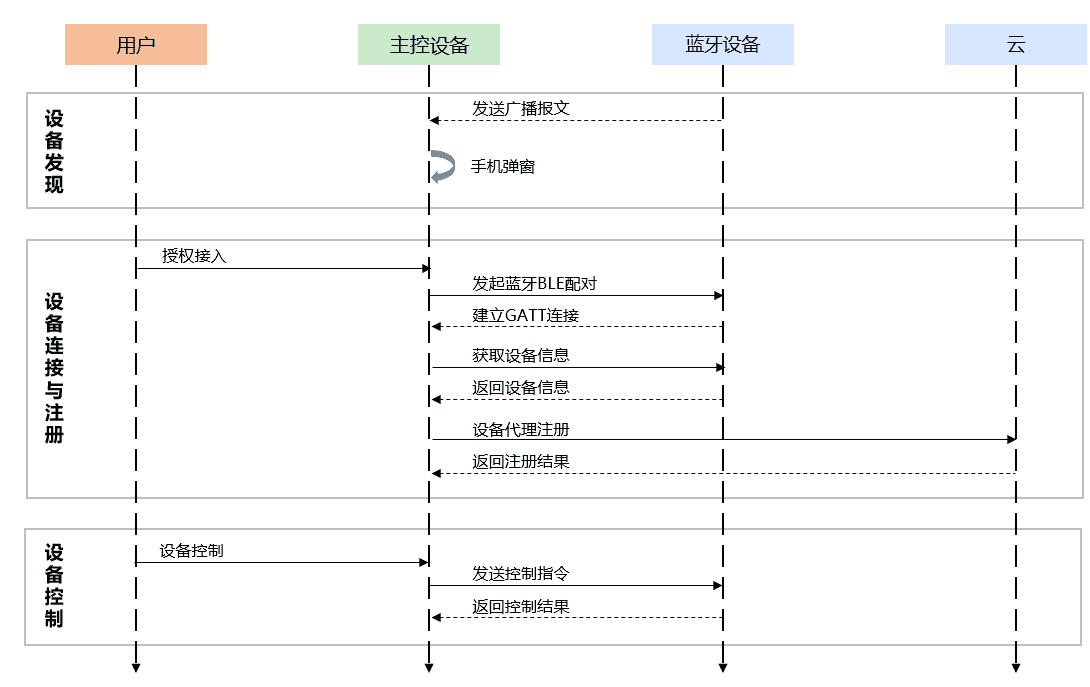 用户
主控设备
蓝牙设备
云
设备发现
发送广播报文
手机弹窗
设备连接与注册
授权接入
发起蓝牙BLE配对
建立GATT连接
获取设备信息
返回设备信息
设备代理注册
返回注册结果
设备控制
设备控制
发送控制指令
返回控制结果